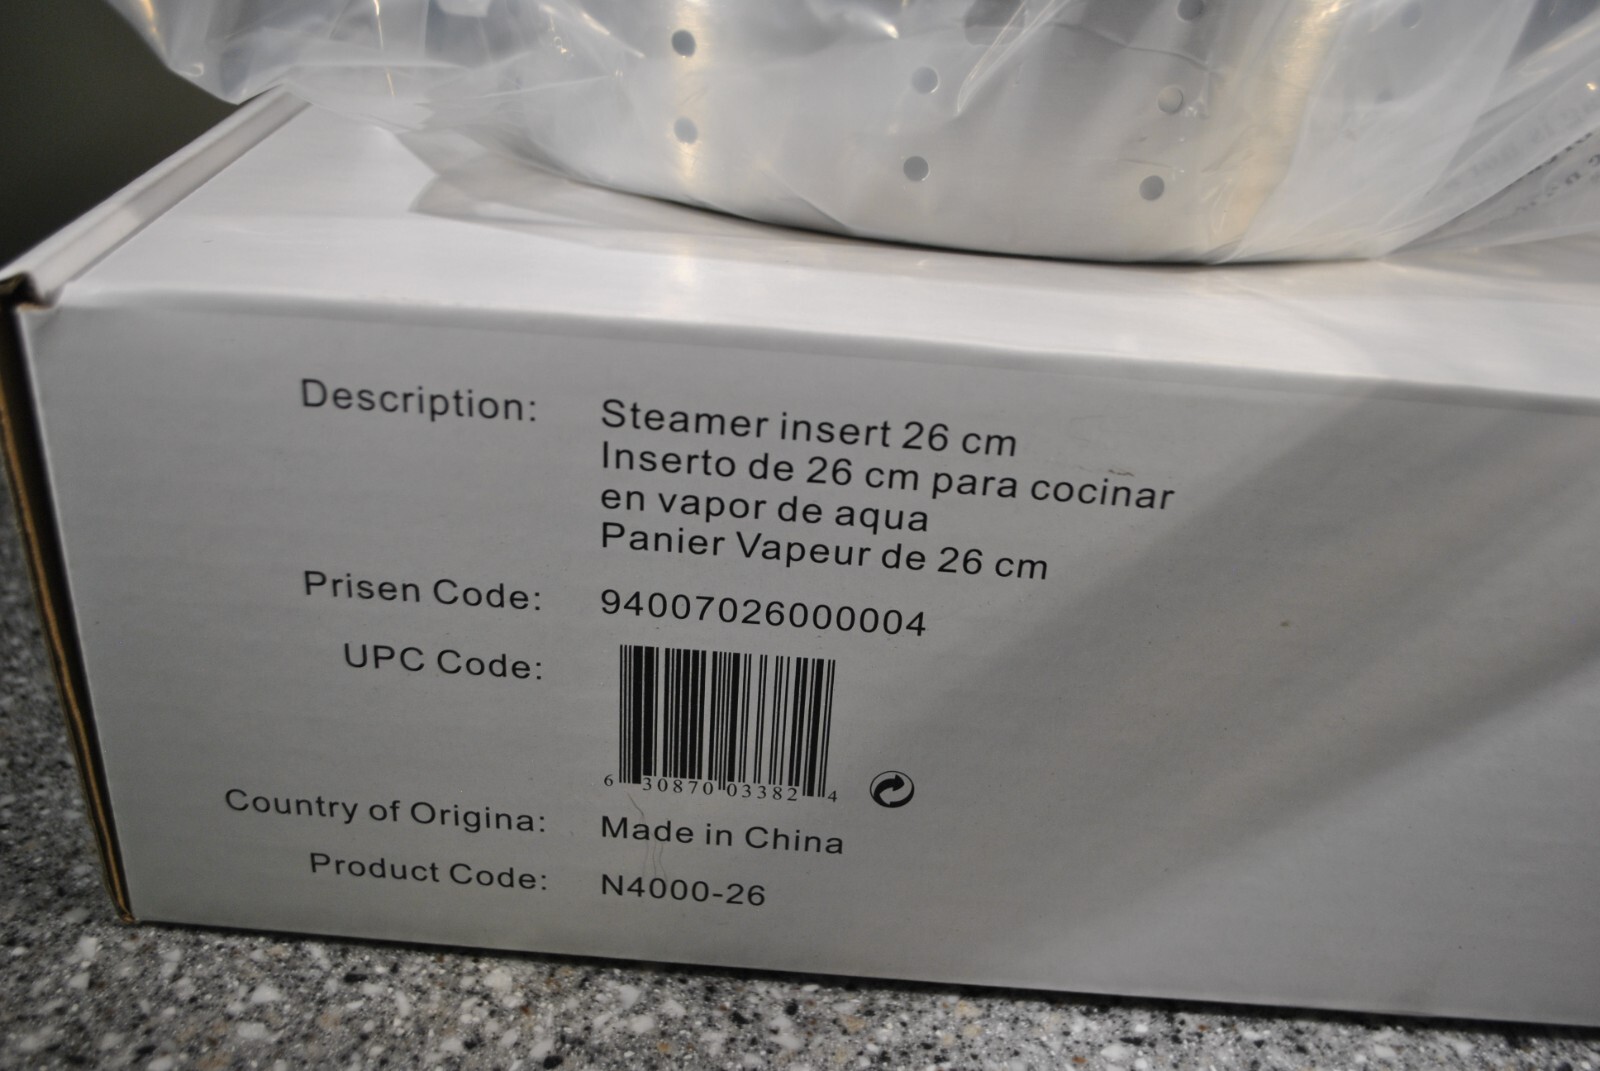 Description: Steamer insert 26 cm
Inserto de 26 cm para cocinar
en vapor de aqua
Panier Vapeur de 26 cm
Prisen Code: 94007026000004
UPC Code:
6 30870 03382 4
Country of Origina: Made in China
Product Code: N4000-26